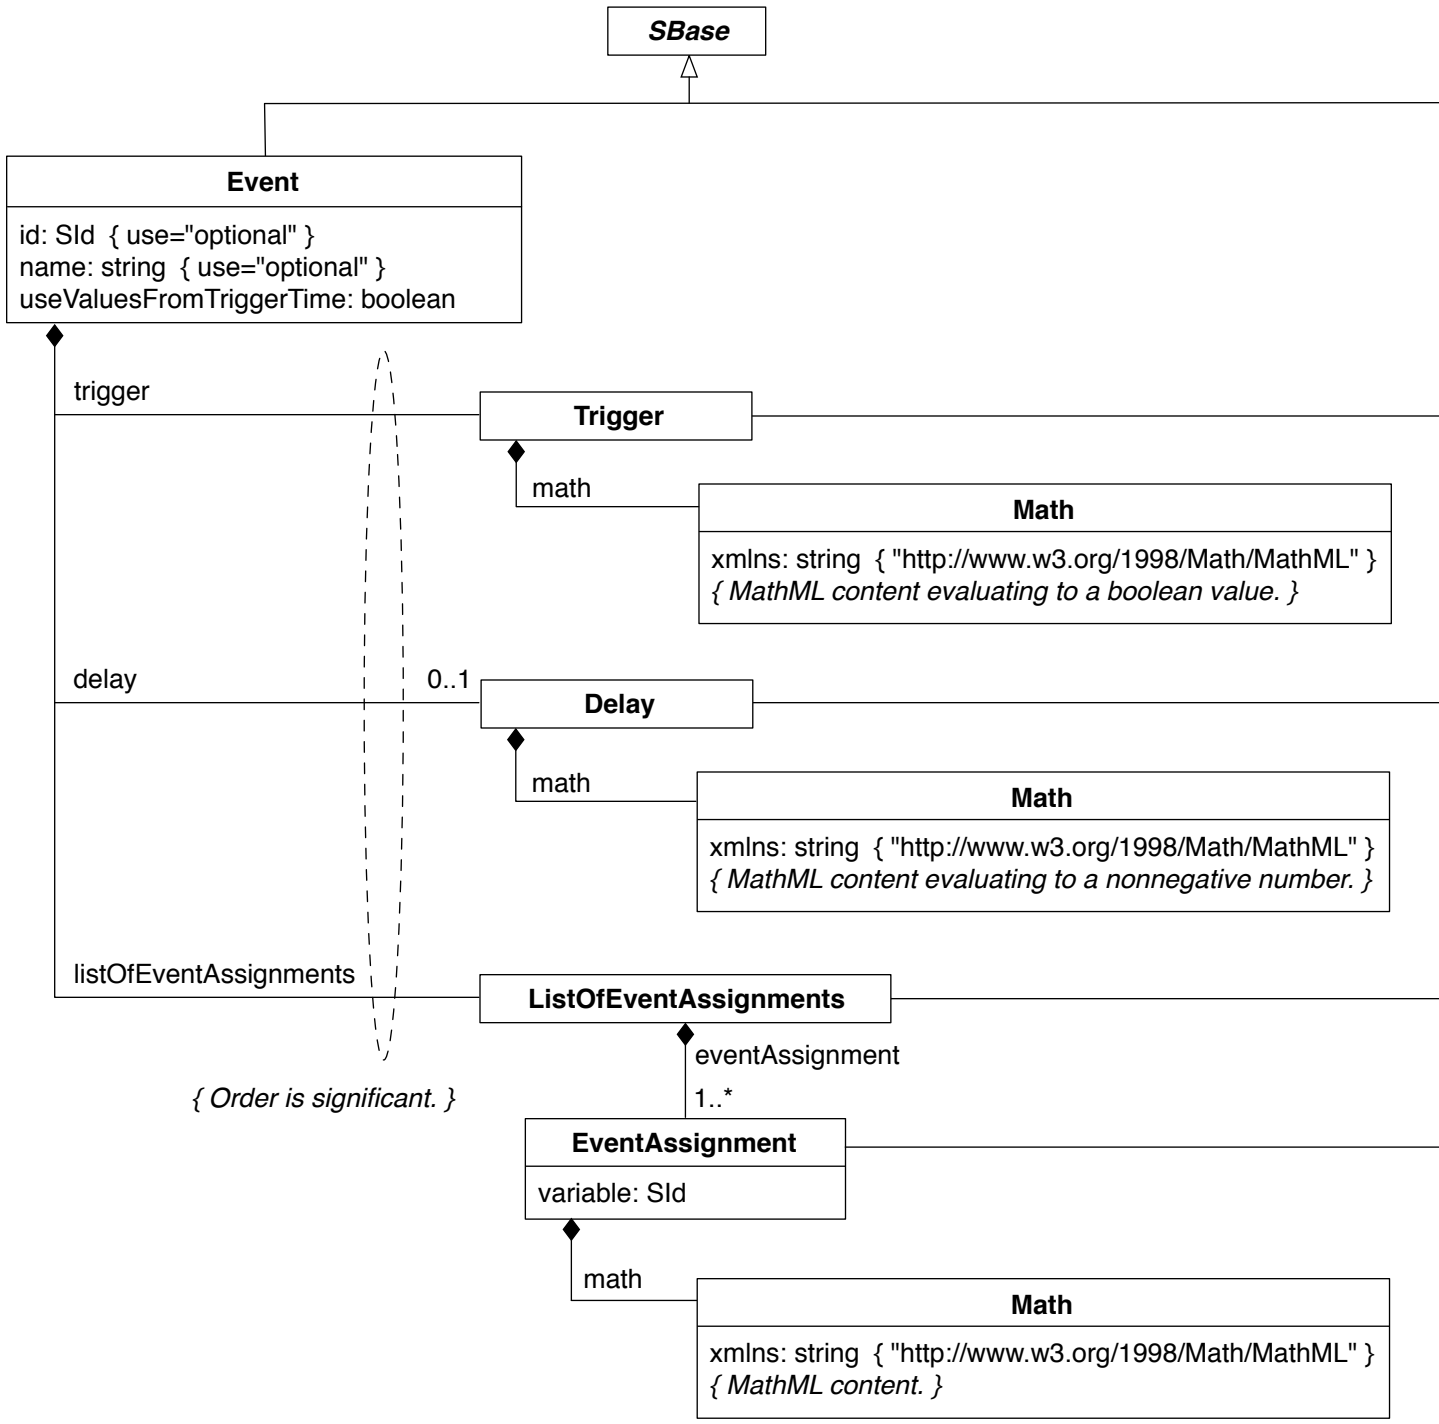 SBase
Event
id: SId { use="optional" }
name: string { use="optional" }
useValuesFromTriggerTime: boolean
trigger
Trigger
math
Math
xmlns: string { "http://www.w3.org/1998/Math/MathML" }
{ MathML content evaluating to a boolean value. }
delay
0..1
Delay
math
Math
xmlns: string { "http://www.w3.org/1998/Math/MathML" }
{ MathML content evaluating to a nonnegative number. }
listOfEventAssignments
ListOfEventAssignments
eventAssignment
{ Order is significant. }
1..*
EventAssignment
variable: SId
math
Math
xmlns: string { "http://www.w3.org/1998/Math/MathML" }
{ MathML content. }